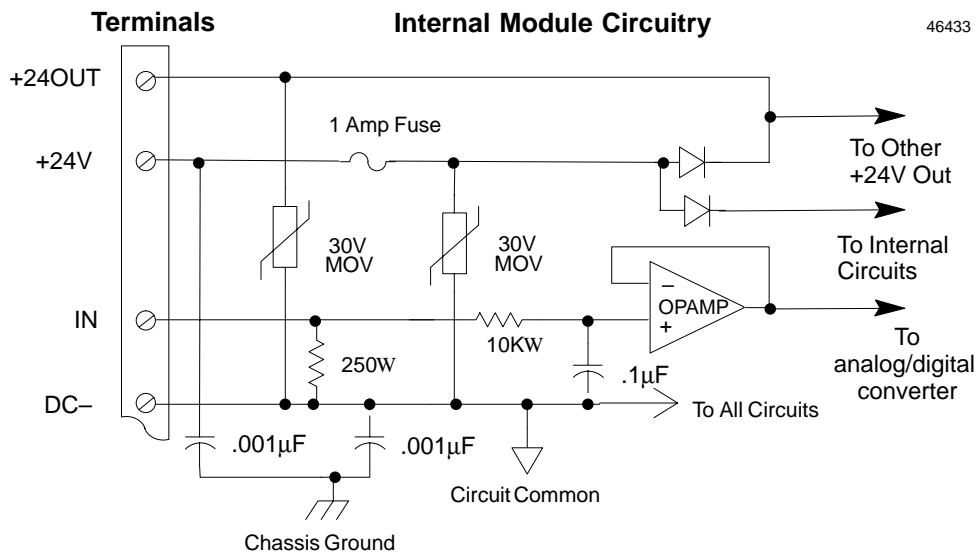 Terminals
Internal Module Circuitry
46433
+24OUT
1 Amp Fuse
+24V
To Other
+24V Out
30V
MOV
30V
MOV
To Internal
Circuits
IN
–
OPAMP
+
10KW
To
analog/digital
converter
250W
.1µF
DC–
To All Circuits
.001µF
.001µF
Circuit Common
Chassis Ground